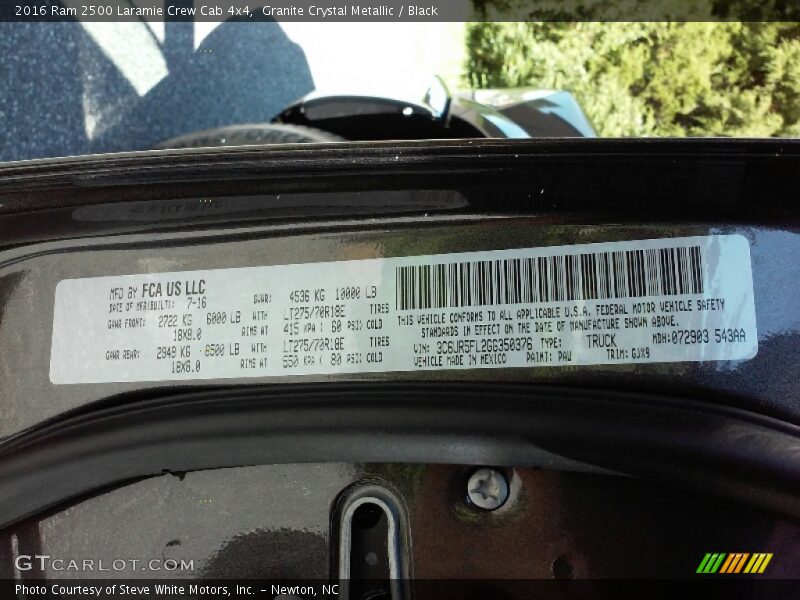 2016 Ram 2500 Laramie Crew Cab 4x4, Granite Crystal Metallic / Black
MFD BY FCA US LLC
DATE OF MFR(BUILT): 7-16 GVWR: 4536 KG 10000 LB
GAWR FRONT: 2722 KG 6000 LB WITH LT275/70R18E TIRES
18X8.0 RIMS AT 415 KPA ( 60 PSI) COLD
GAWR REAR: 2949 KG 6500 LB WITH LT275/70R18E TIRES
18X8.0 RIMS AT 550 KPA ( 80 PSI) COLD
THIS VEHICLE CONFORMS TO ALL APPLICABLE U.S.A. FEDERAL MOTOR VEHICLE SAFETY
STANDARDS IN EFFECT ON THE DATE OF MANUFACTURE SHOWN ABOVE.
VIN: 3C6UR5FL2GG350376 TYPE: TRUCK MDH:072903 543AA
VEHICLE MADE IN MEXICO PAINT: PAU TRIM: GJX9
GTCARLOT.COM
Photo Courtesy of Steve White Motors, Inc. - Newton, NC